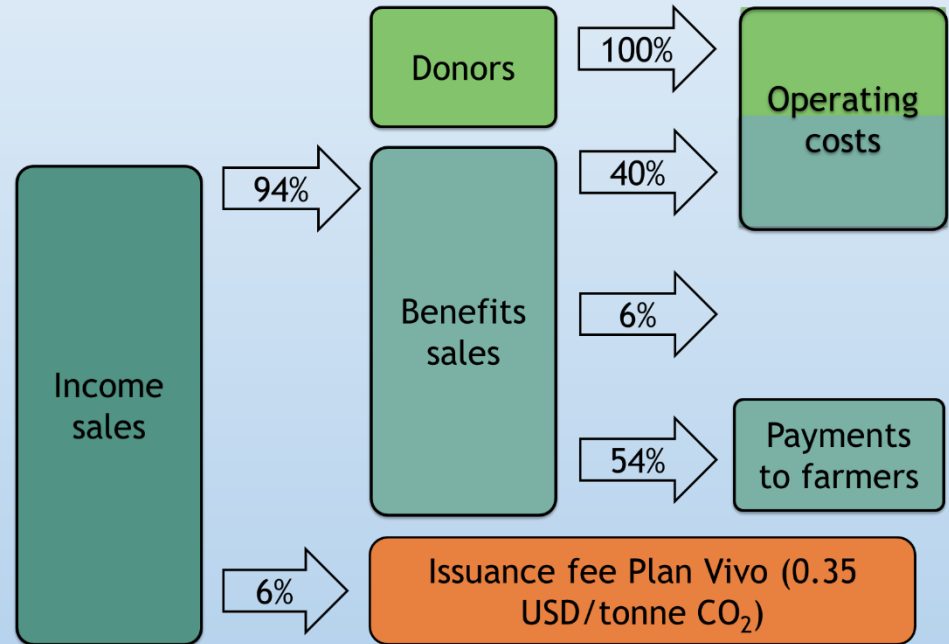 Donors
100%
Operating
costs
94%
40%
Benefits
sales
6%
Income
sales
54%
Payments
to farmers
6%
Issuance fee Plan Vivo (0.35
USD/tonne CO₂)